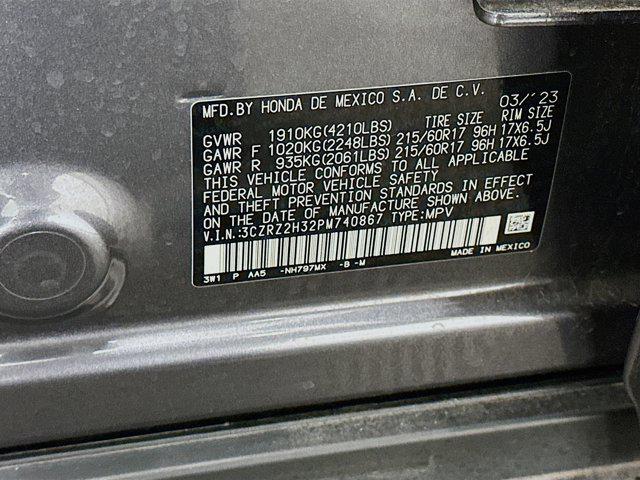 MFD.BY HONDA DE MEXICO S.A. DE C.V. 03/'23
TIRE SIZE RIM SIZE
GVWR 1910KG(4210LBS)
GAWR F 1020KG(2248LBS) 215/60R17 96H 17X6.5J
GAWR R 935KG(2061LBS) 215/60R17 96H 17X6.5J
THIS VEHICLE CONFORMS TO ALL APPLICABLE
FEDERAL MOTOR VEHICLE SAFETY
AND THEFT PREVENTION STANDARDS IN EFFECT
ON THE DATE OF MANUFACTURE SHOWN ABOVE.
V.I.N.:3CZRZ2H32PM740867 TYPE:MPV
3W1 P AA5 -NH797MX -B -M MADE IN MEXICO